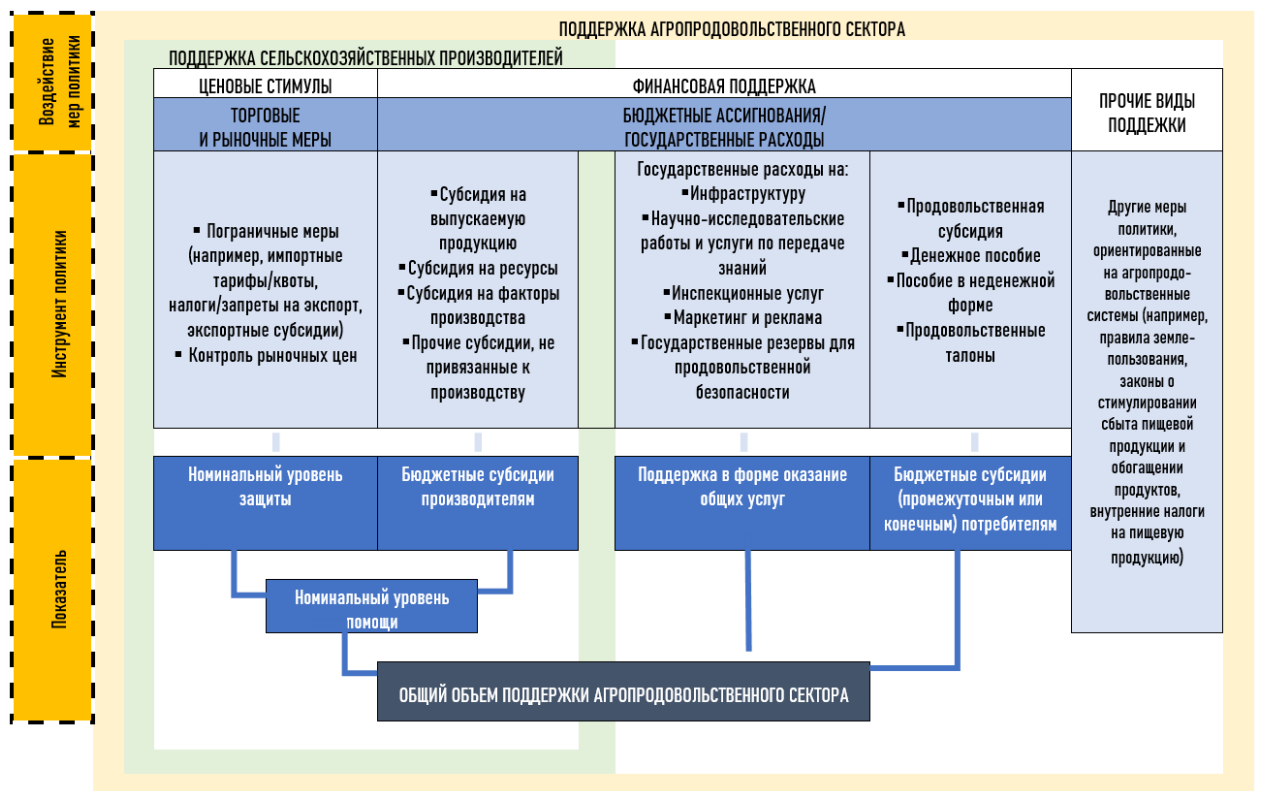 ПОДДЕРЖКА АГРОПРОДОВОЛЬСТВЕННОГО СЕКТОРА
ПОДДЕРЖКА СЕЛЬСКОХОЗЯЙСТВЕННЫХ ПРОИЗВОДИТЕЛЕЙ
Воздействие
мер политики
ЦЕНОВЫЕ СТИМУЛЫ
ФИНАНСОВАЯ ПОДДЕРЖКА
ПРОЧИЕ ВИДЫ
ПОДДЕЖКИ
ТОРГОВЫЕ
И РЫНОЧНЫЕ МЕРЫ
БЮДЖЕТНЫЕ АССИГНОВАНИЯ/
ГОСУДАРСТВЕННЫЕ РАСХОДЫ
Инструмент политики
▪ Пограничные меры
(например, импортные
тарифы/квоты,
налоги/запреты на экспорт,
экспортные субсидии)
▪ Контроль рыночных цен
▪Субсидия на
выпускаемую
продукцию
▪Субсидия на ресурсы
▪Субсидия на факторы
производства
▪Прочие субсидии, не
привязанные к
производству
Государственные расходы на:
▪Инфраструктуру
▪Научно-исследовательские
работы и услуги по передаче
знаний
▪Инспекционные услуг
▪Маркетинг и реклама
▪Государственные резервы для
продовольственной
безопасности
▪Продовольственная
субсидия
▪Денежное пособие
▪Пособие в неденежной
форме
▪Продовольственные
талоны
Другие меры
политики,
ориентированные
на агропродо-
вольственные
системы (например,
правила земле-
пользования,
законы о
стимулировании
сбыта пищевой
продукции и
обогащении
продуктов,
внутренние налоги
на пищевую
продукцию)
Показатель
Номинальный уровень
защиты
Бюджетные субсидии
производителям
Поддержка в форме оказание
общих услуг
Бюджетные субсидии
(промежуточным или
конечным) потребителям
Номинальный уровень
помощи
ОБЩИЙ ОБЪЕМ ПОДДЕРЖКИ АГРОПРОДОВОЛЬСТВЕННОГО СЕКТОРА